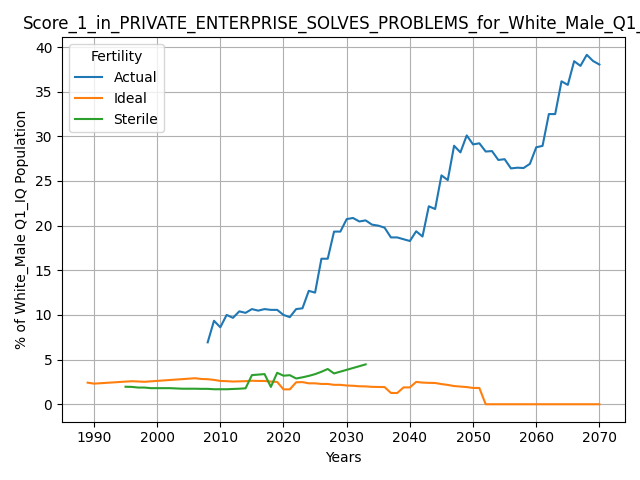 Score_1_in_PRIVATE_ENTERPRISE_SOLVES_PROBLEMS_for_White_Male_Q1_
Fertility
Actual
Ideal
Sterile
% of White_Male Q1_IQ Population
40
35
30
25
20
15
10
5
0
1990 2000 2010 2020 2030 2040 2050 2060 2070
Years